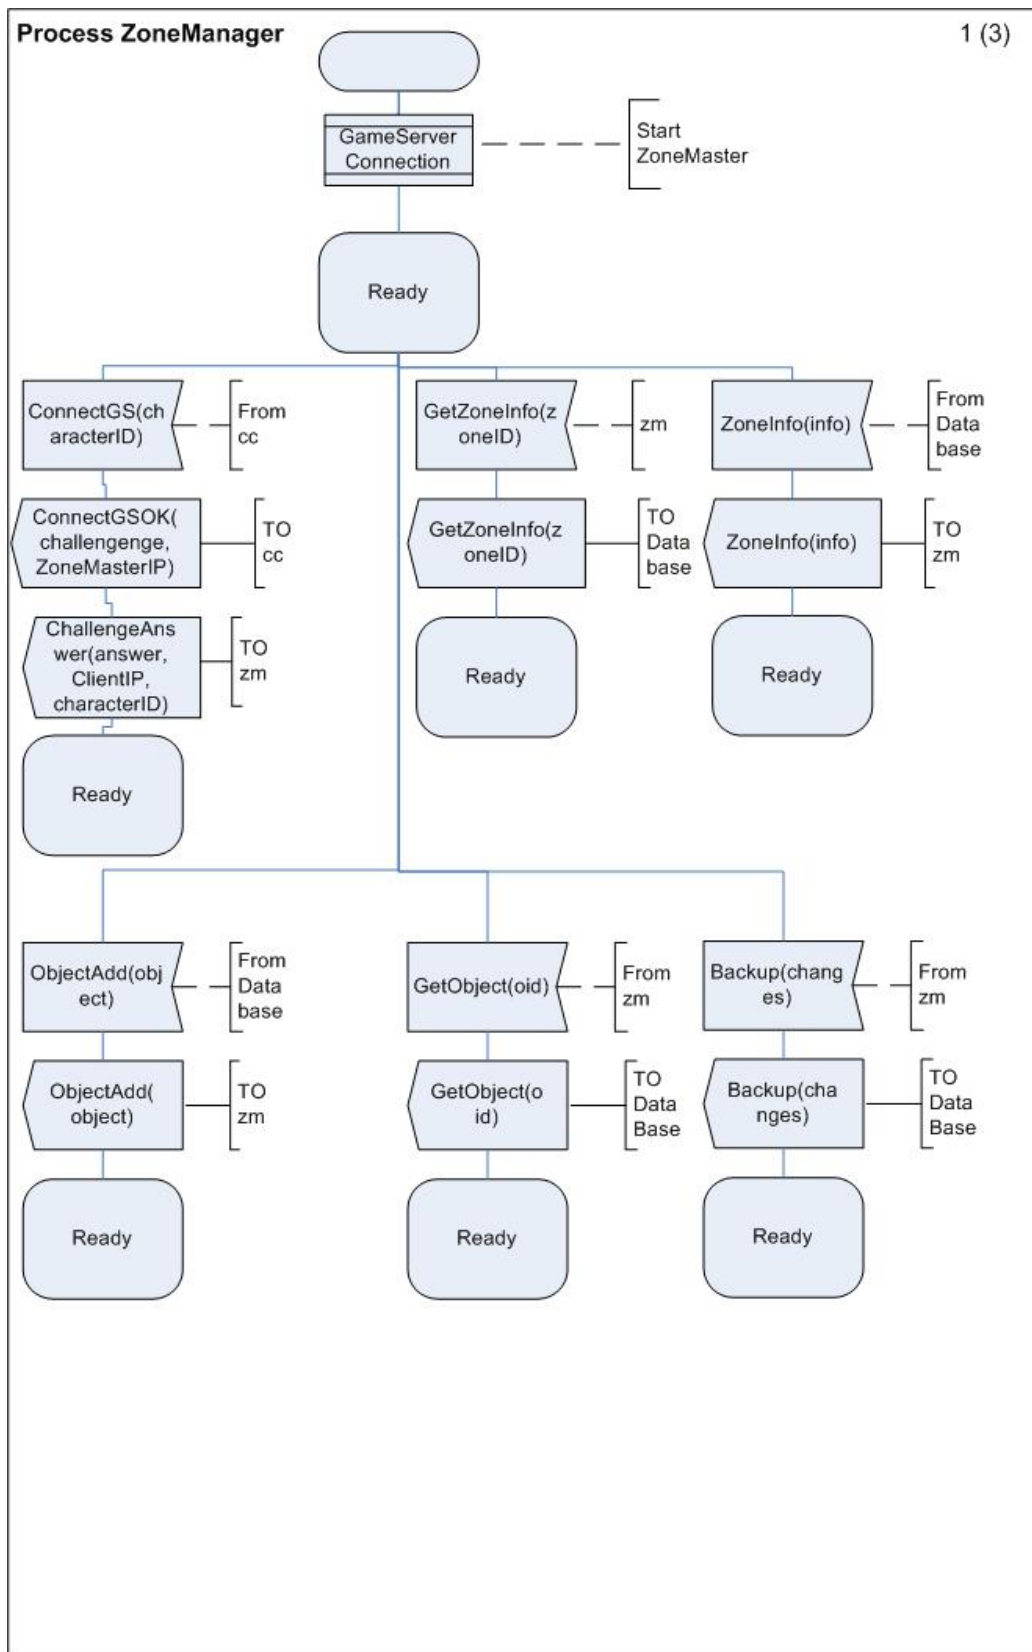 Process ZoneManager
1 (3)
GameServer
Connection
Start
ZoneMaster
Ready
ConnectGS(ch
aracterID)
From
cc
GetZoneInfo(z
oneID)
zm
ZoneInfo(info)
From
Data
base
ConnectGSOK(
challengenge,
ZoneMasterIP)
TO
cc
GetZoneInfo(z
oneID)
TO
Data
base
ZoneInfo(info)
TO
zm
ChallengeAns
wer(answer,
ClientIP,
characterID)
TO
zm
Ready
Ready
Ready
ObjectAdd(obj
ect)
From
Data
base
GetObject(oid)
From
zm
Backup(chang
es)
From
zm
ObjectAdd(
object)
TO
zm
GetObject(o
id)
TO
Data
Base
Backup(cha
nges)
TO
Data
Base
Ready
Ready
Ready